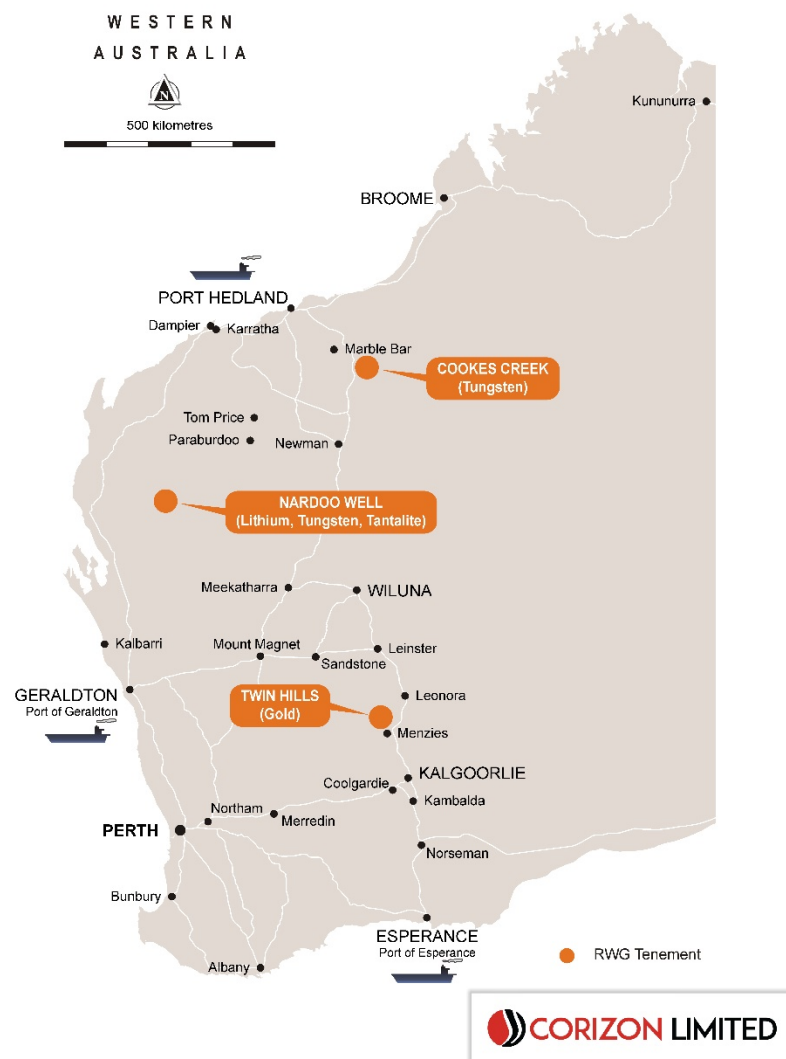 WESTERN
AUSTRALIA
N
500 kilometres
Kununurra
BROOME
PORT HEDLAND
Dampier
Karratha
Marble Bar
COOKES CREEK
(Tungsten)
Tom Price
Paraburdoo
Newman
NARDOO WELL
(Lithium, Tungsten, Tantalite)
Meekatharra
WILUNA
Kalbarri
Mount Magnet
Leinster
Sandstone
GERALDTON
Port of Geraldton
TWIN HILLS
(Gold)
Leonora
Menzies
KALGOORLIE
Coolgardie
Kambalda
Northam
Merredin
PERTH
Norseman
Bunbury
ESPERANCE
Port of Esperance
Albany
RWG Tenement
CORIZON LIMITED